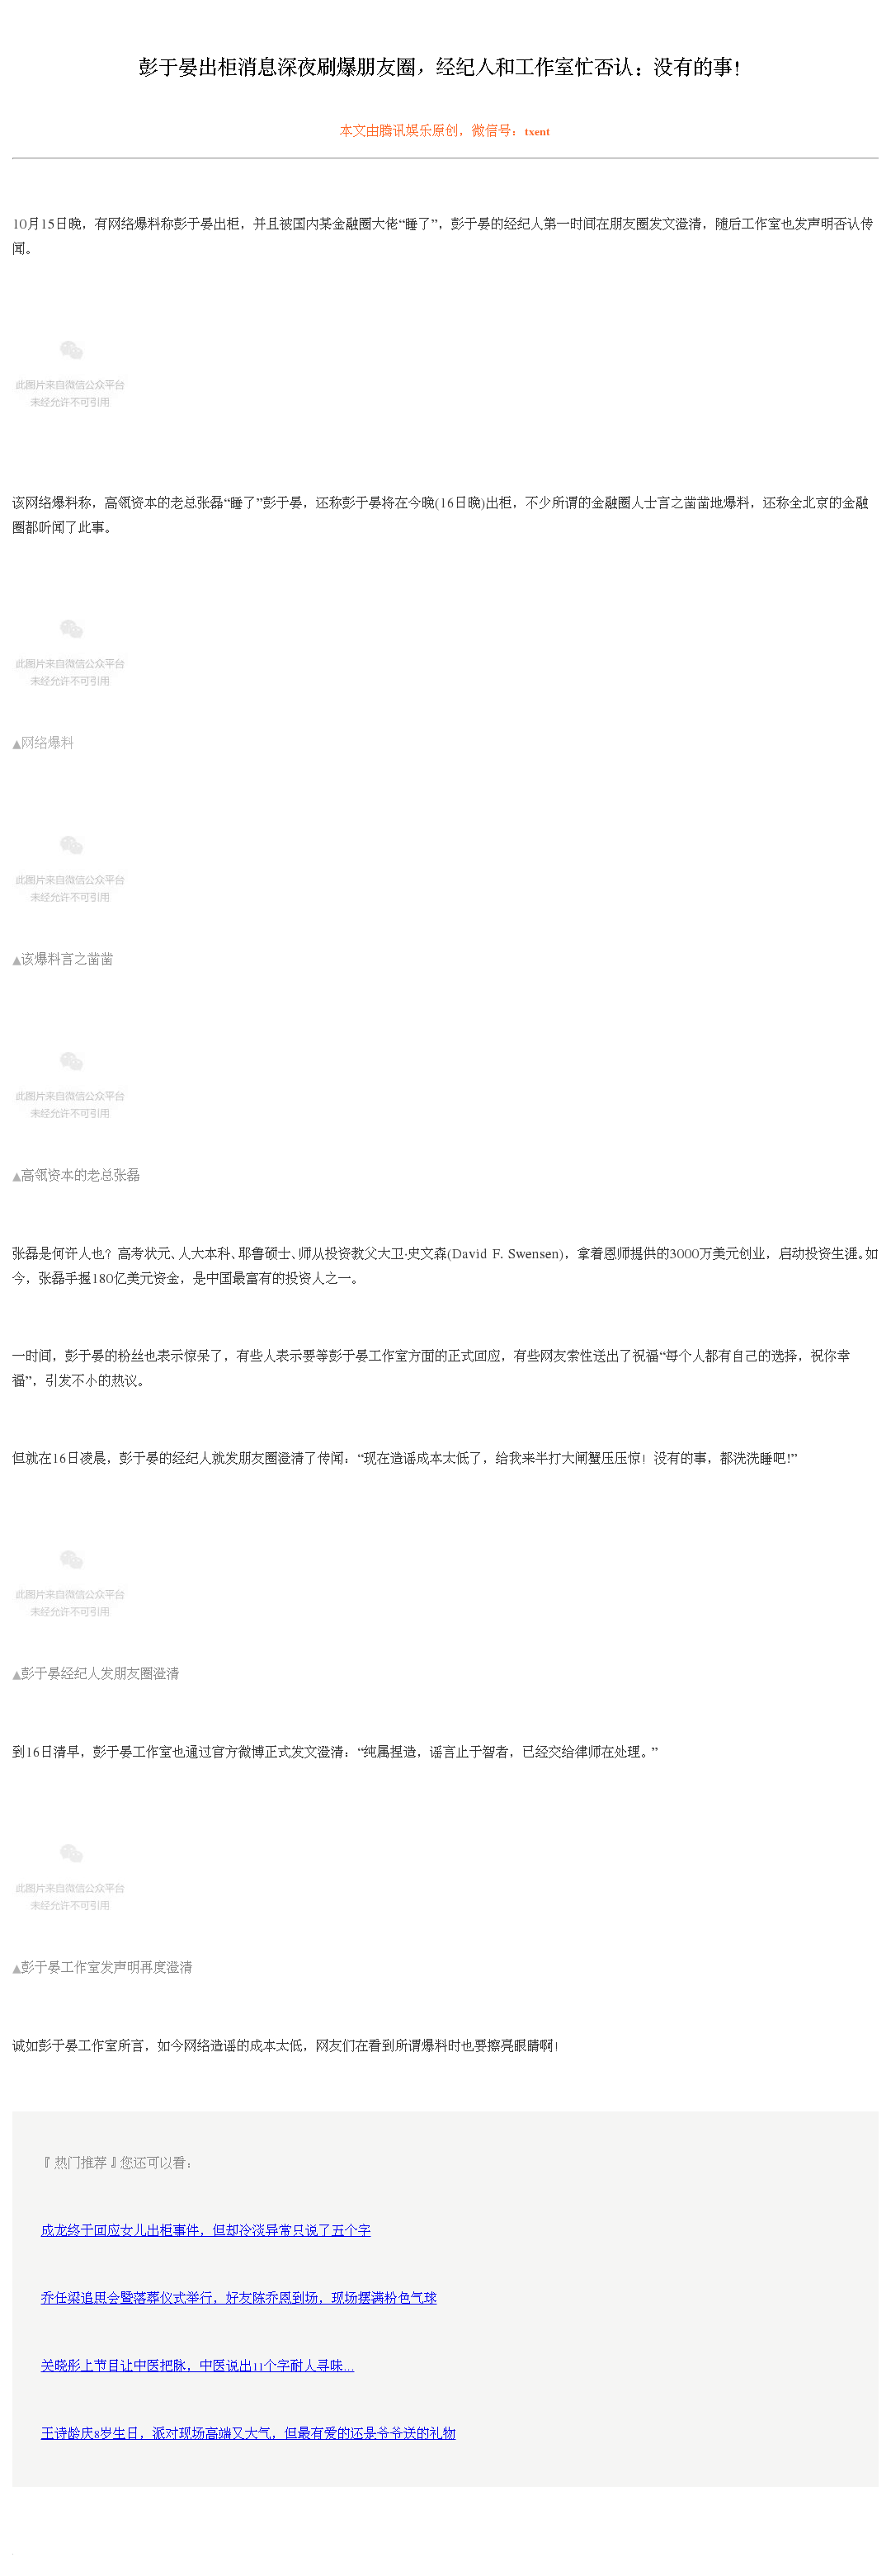 彭于晏出柜消息深夜刷爆朋友圈，经纪人和工作室忙否认：没有的事！
本文由腾讯娱乐原创，微信号：txent
10月15日晚，有网络爆料称彭于晏出柜，并且被国内某金融圈大佬“睡了”，彭于晏的经纪人第一时间在朋友圈发文澄清，随后工作室也发声明否认传
闻。
此图片来自微信公众平台
未经允许不可引用
该网络爆料称，高瓴资本的老总张磊“睡了”彭于晏，还称彭于晏将在今晚(16日晚)出柜，不少所谓的金融圈人士言之凿凿地爆料，还称全北京的金融
圈都听闻了此事。
此图片来自微信公众平台
未经允许不可引用
▲网络爆料
此图片来自微信公众平台
未经允许不可引用
▲该爆料言之凿凿
此图片来自微信公众平台
未经允许不可引用
▲高瓴资本的老总张磊
张磊是何许人也？高考状元、人大本科、耶鲁硕士、师从投资教父大卫·史文森(David F. Swensen)，拿着恩师提供的3000万美元创业，启动投资生涯。如
今，张磊手握180亿美元资金，是中国最富有的投资人之一。
一时间，彭于晏的粉丝也表示惊呆了，有些人表示要等彭于晏工作室方面的正式回应，有些网友索性送出了祝福“每个人都有自己的选择，祝你幸
福”，引发不小的热议。
但就在16日凌晨，彭于晏的经纪人就发朋友圈澄清了传闻：“现在造谣成本太低了，给我来半打大闸蟹压压惊！没有的事，都洗洗睡吧!”
此图片来自微信公众平台
未经允许不可引用
▲彭于晏经纪人发朋友圈澄清
到16日清早，彭于晏工作室也通过官方微博正式发文澄清：“纯属捏造，谣言止于智者，已经交给律师在处理。”
此图片来自微信公众平台
未经允许不可引用
▲彭于晏工作室发声明再度澄清
诚如彭于晏工作室所言，如今网络造谣的成本太低，网友们在看到所谓爆料时也要擦亮眼睛啊！
『热门推荐』您还可以看：
成龙终于回应女儿出柜事件，但却冷淡异常只说了五个字
乔任梁追思会暨落葬仪式举行，好友陈乔恩到场，现场摆满粉色气球
关晓彤上节目让中医把脉，中医说出11个字耐人寻味...
王诗龄庆8岁生日，派对现场高端又大气，但最有爱的还是爷爷送的礼物